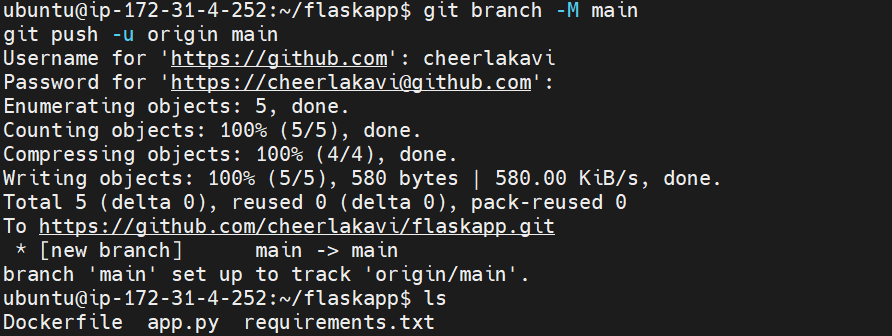 ubuntu@ip-172-31-4-252:~/flaskapp$ git branch -M main
git push -u origin main
Username for 'https://github.com': cheerlakavi
Password for 'https://cheerlakavi@github.com':
Enumerating objects: 5, done.
Counting objects: 100% (5/5), done.
Compressing objects: 100% (4/4), done.
Writing objects: 100% (5/5), 580 bytes | 580.00 KiB/s, done.
Total 5 (delta 0), reused 0 (delta 0), pack-reused 0
To https://github.com/cheerlakavi/flaskapp.git
 * [new branch]      main -> main
branch 'main' set up to track 'origin/main'.
ubuntu@ip-172-31-4-252:~/flaskapp$ ls
Dockerfile  app.py  requirements.txt